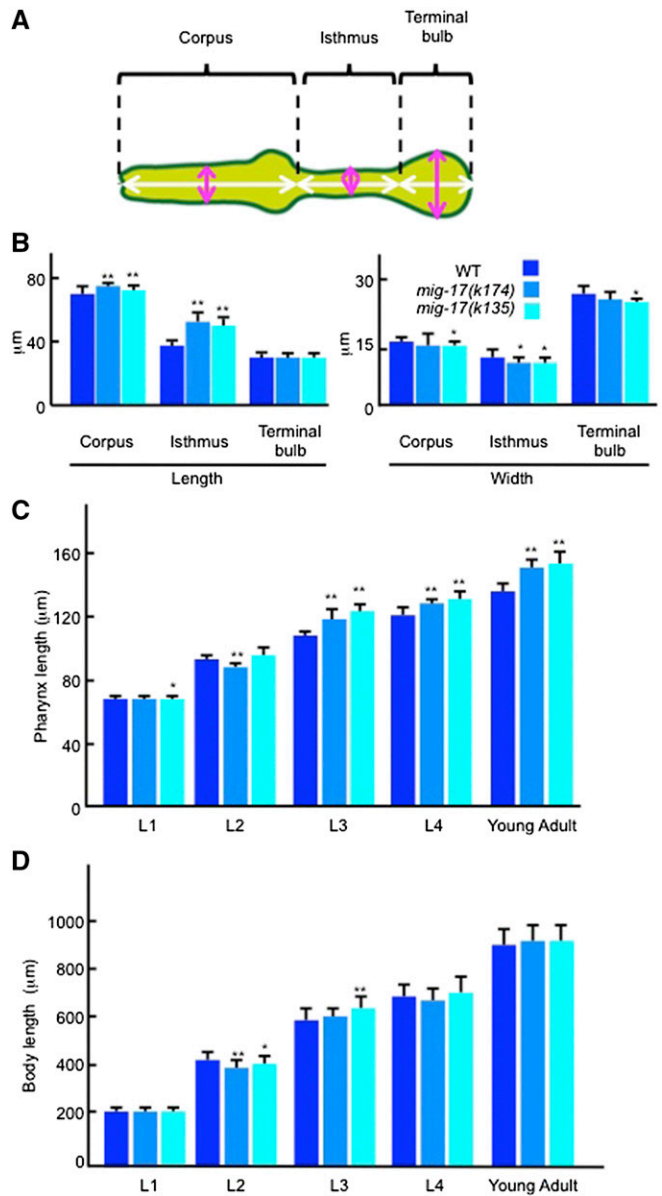 A
Corpus
Isthmus
Terminal
bulb
B
80
40
0
μm
** **
** **
Corpus
Isthmus
Terminal
bulb
Length
30
15
0
μm
WT
mig-17(k174)
mig-17(k135)
*
* *
*
Corpus
Isthmus
Terminal
bulb
Width
C
160
120
80
40
0
Pharynx length (μm)
*
**
** **
** **
** **
L1 L2 L3 L4 Young Adult
D
1000
800
600
400
200
0
Body length (μm)
** *
**
L1 L2 L3 L4 Young Adult